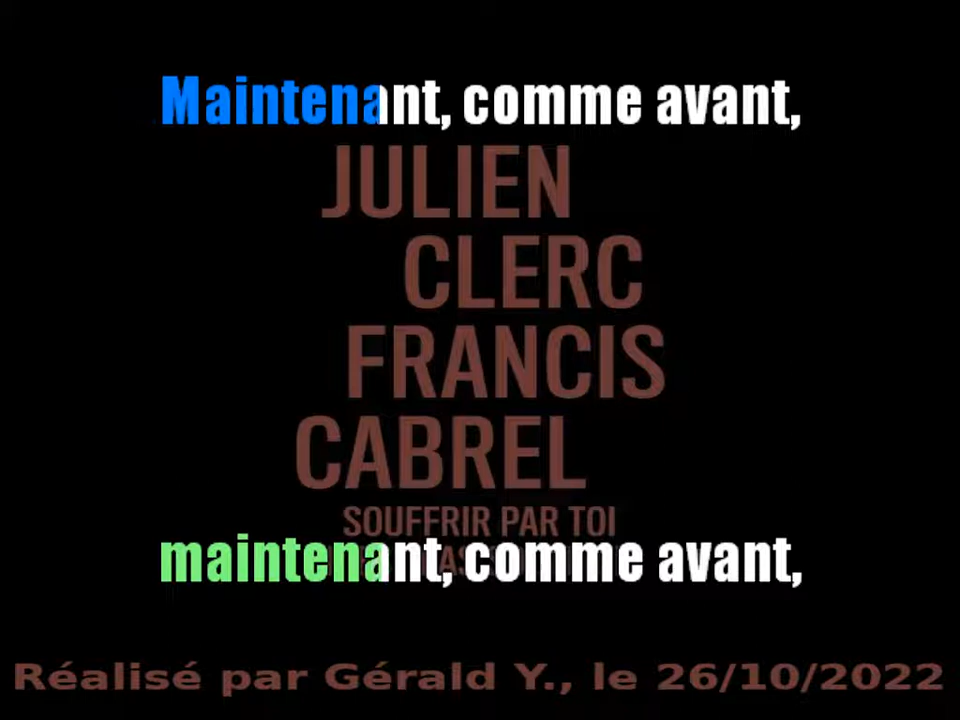 Maintenant, comme avant,
JULIEN
CLERC
FRANCIS
CABREL
SOUFFRIR PAR TOI
maintenant, comme avant,
Réalisé par Gérald Y., le 26/10/2022